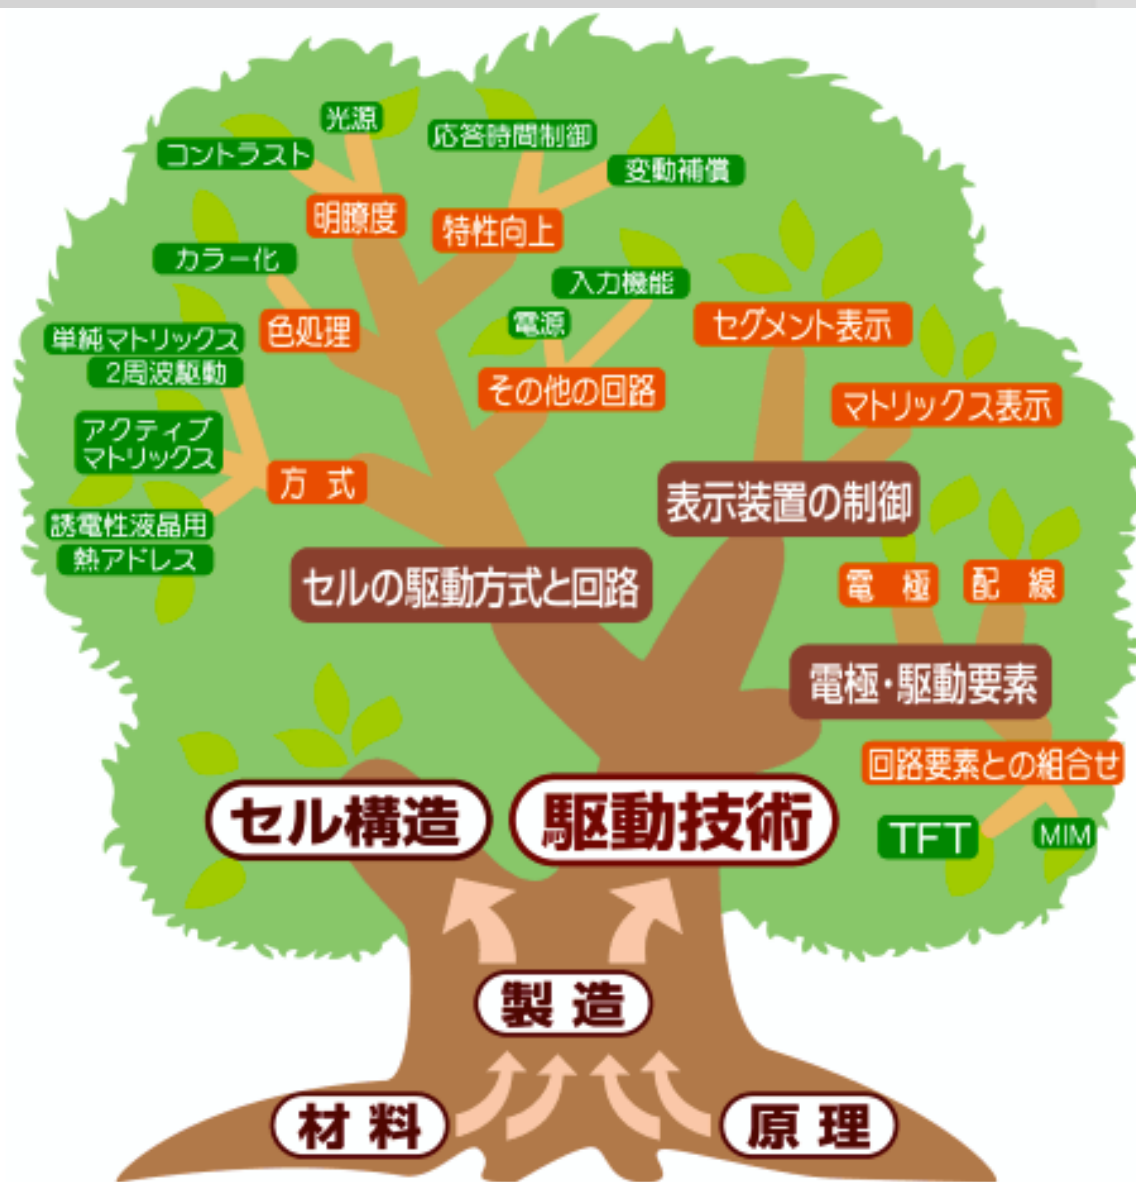 光源
応答時間制御
コントラスト
変動補償
明瞭度
特性向上
カラー化
入力機能
電源
セグメント表示
単純マトリックス
色処理
2周波駆動
その他の回路
マトリックス表示
アクティブ
マトリックス
方 式
表示装置の制御
誘電性液晶用
熱アドレス
セルの駆動方式と回路
電 極
配 線
電極・駆動要素
回路要素との組合せ
セル構造
駆動技術
TFT
MIM
製 造
材 料
原 理